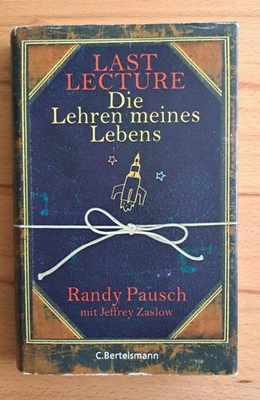 LAST
LECTURE
Die
Lehren meines
Lebens
Randy Pausch
mit Jeffrey Zaslow
C.Bertelsmann